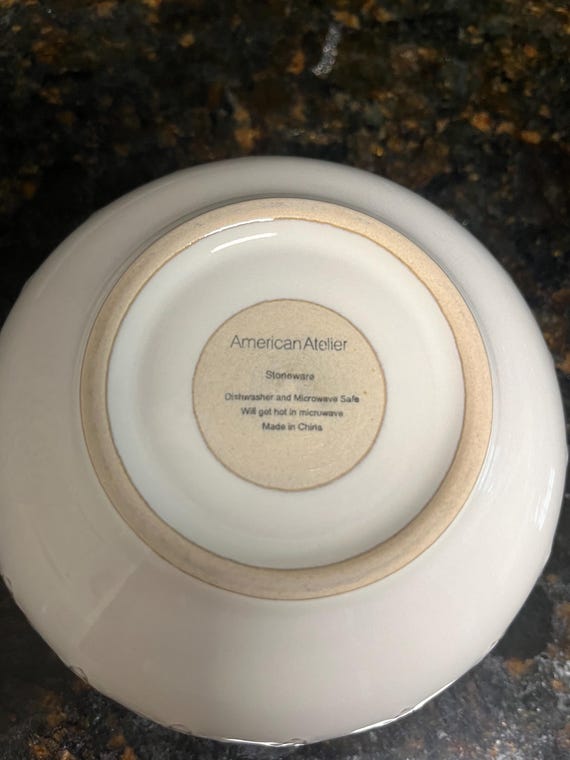 American Atelier
Stoneware
Dishwasher and Microwave Safe
Will get hot in microwave
Made in China